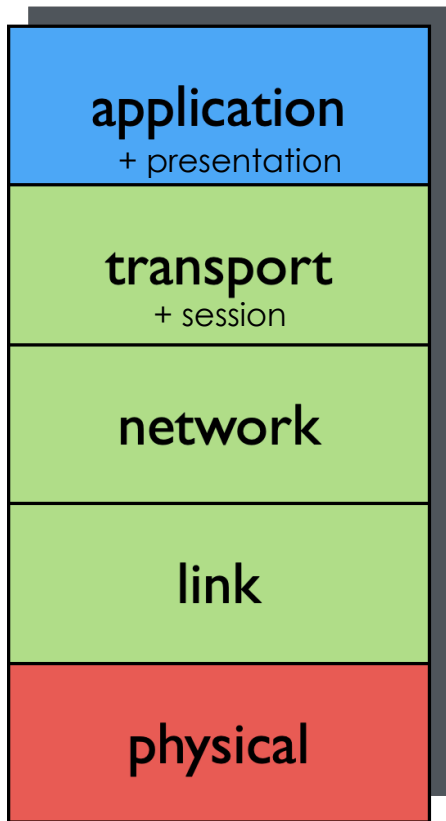 application
+ presentation
transport
+ session
network
link
physical